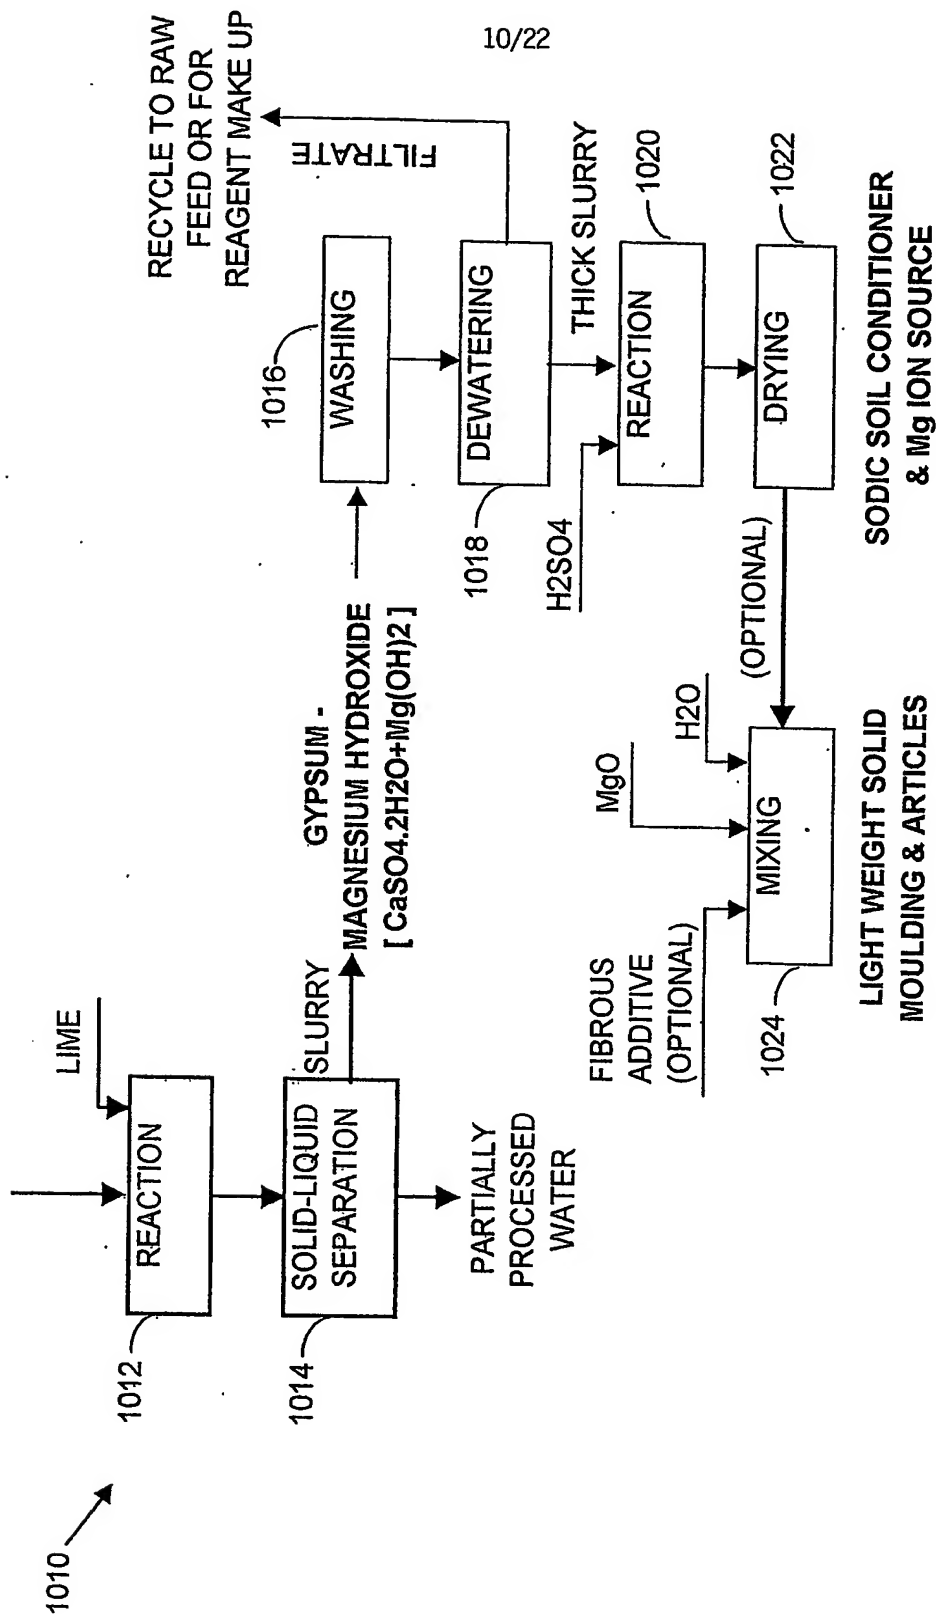 10/22
1010
LIME
REACTION
1012
SOLID-LIQUID
SEPARATION
1014
SLURRY
PARTIALLY
PROCESSED
WATER
GYPSUM -
MAGNESIUM HYDROXIDE
[ CaSO4.2H2O+Mg(OH)2 ]
RECYCLE TO RAW
FEED OR FOR
REAGENT MAKE UP
FILTRATE
1016
WASHING
DEWATERING
1018
THICK SLURRY
H2SO4
REACTION
1020
DRYING
1022
SODIC SOIL CONDITIONER
& Mg ION SOURCE
(OPTIONAL)
H2O
MgO
FIBROUS
ADDITIVE
(OPTIONAL)
MIXING
1024
LIGHT WEIGHT SOLID
MOULDING & ARTICLES